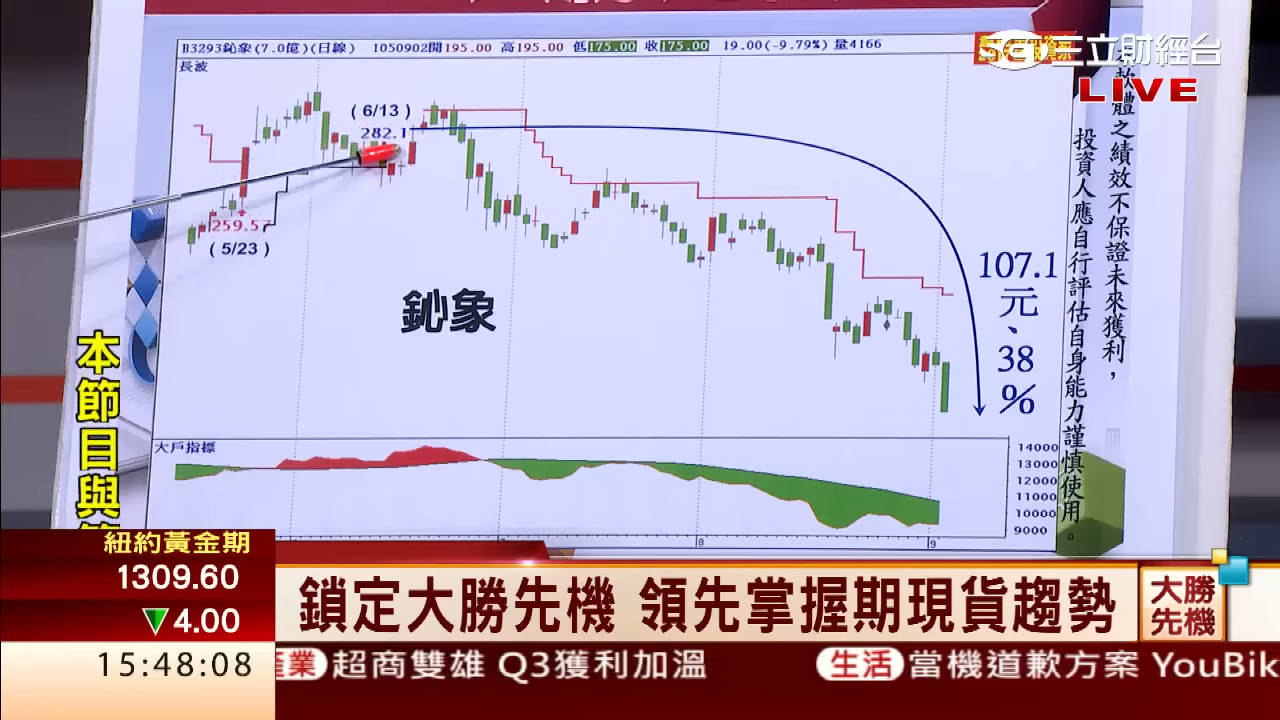 B3293鈊象(7.0億)(日線) 1050902開195.00 高195.00 低175.00 收175.00 19.00(-9.79%) 量4166
長波
三立財經台
LIVE
(6/13)
282.1
259.57
(5/23)
鈊象
107.1
元、
38
%
軟體之績效不保證未來獲利，
投資人應自行評估自身能力謹慎使用。
大戶指標
14000
13000
12000
11000
10000
9000
8
9
本節目與
紐約黃金期
1309.60
▼4.00
15:48:08
鎖定大勝先機 領先掌握期現貨趨勢
大勝
先機
產業 超商雙雄 Q3獲利加溫
生活 當機道歉方案 YouBik